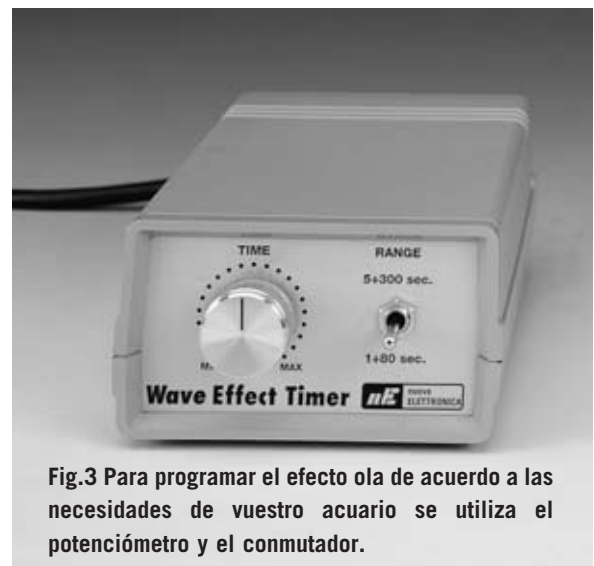 TIME
RANGE
5÷300 sec.
MAX
1÷80 sec.
Wave Effect Timer nE nuova ELETTRONICA
Fig.3 Para programar el efecto ola de acuerdo a las
necesidades de vuestro acuario se utiliza el
potenciómetro y el conmutador.